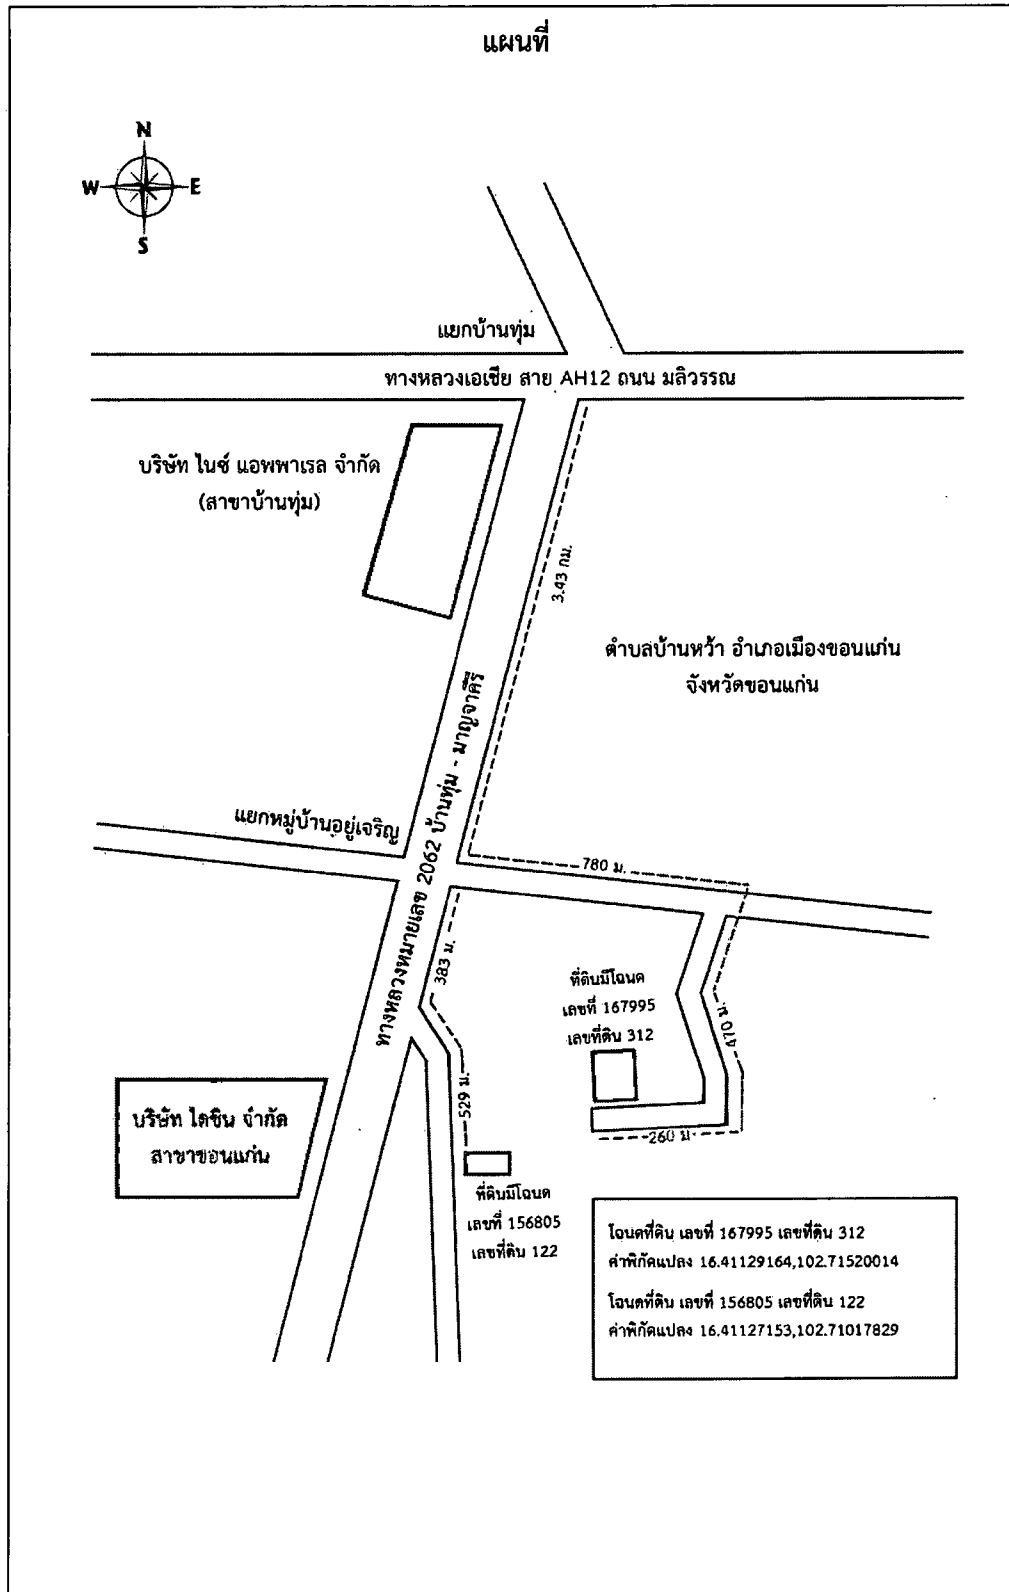 แผนที่
N
W E
S
แยกบ้านทุ่ม
ทางหลวงเอเชีย สาย AH12 ถนน มลิวรรณ
บริษัท ไนซ์ แอพพาเรล จำกัด
(สาขาบ้านทุ่ม)
3.43 กม.
ตำบลบ้านหว้า อำเภอเมืองขอนแก่น
จังหวัดขอนแก่น
ทางหลวงหมายเลข 2062 บ้านทุ่ม - มาญจาคีรี
แยกหมู่บ้านอยู่เจริญ
780 ม.
383 ม.
ที่ดินมีโฉนด
เลขที่ 167995
เลขที่ดิน 312
470 ม.
529 ม.
260 ม
บริษัท ไดซิน จำกัด
สาขาขอนแก่น
ที่ดินมีโฉนด
เลขที่ 156805
เลขที่ดิน 122
โฉนดที่ดิน เลขที่ 167995 เลขที่ดิน 312
ค่าพิกัดแปลง 16.41129164,102.71520014
โฉนดที่ดิน เลขที่ 156805 เลขที่ดิน 122
ค่าพิกัดแปลง 16.41127153,102.71017829